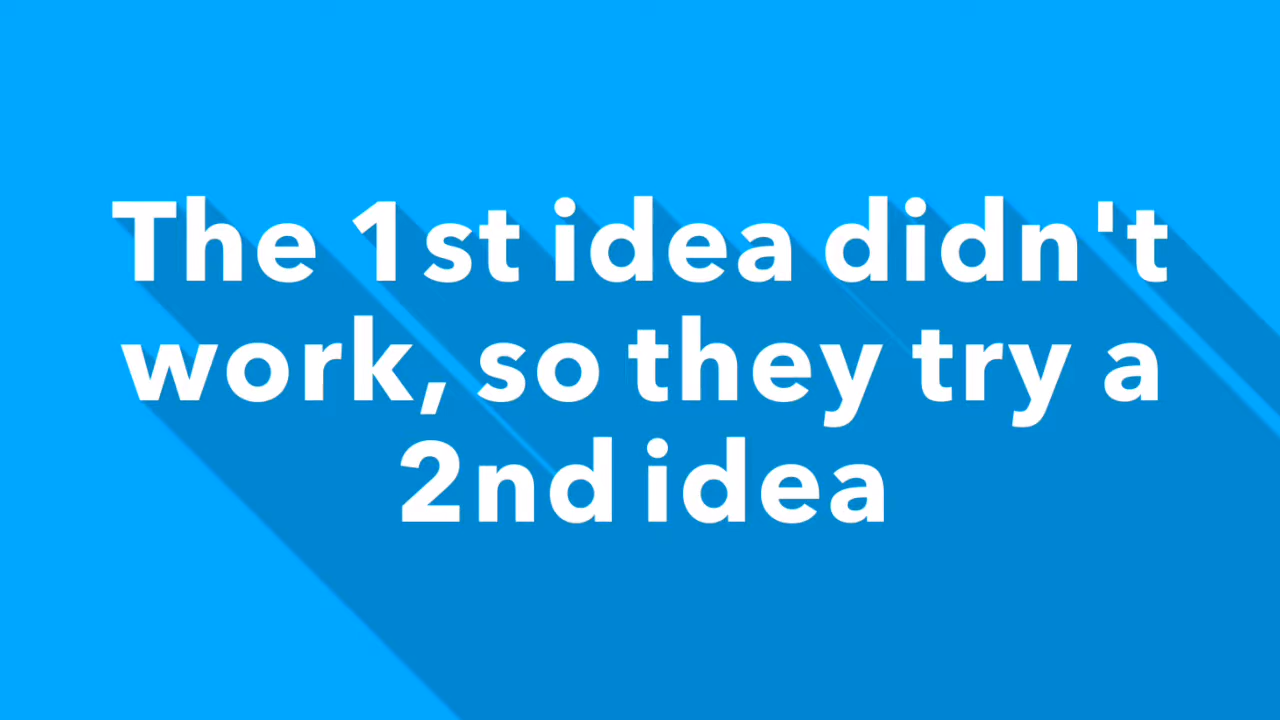 The 1st idea didn't
work, so they try a
2nd idea